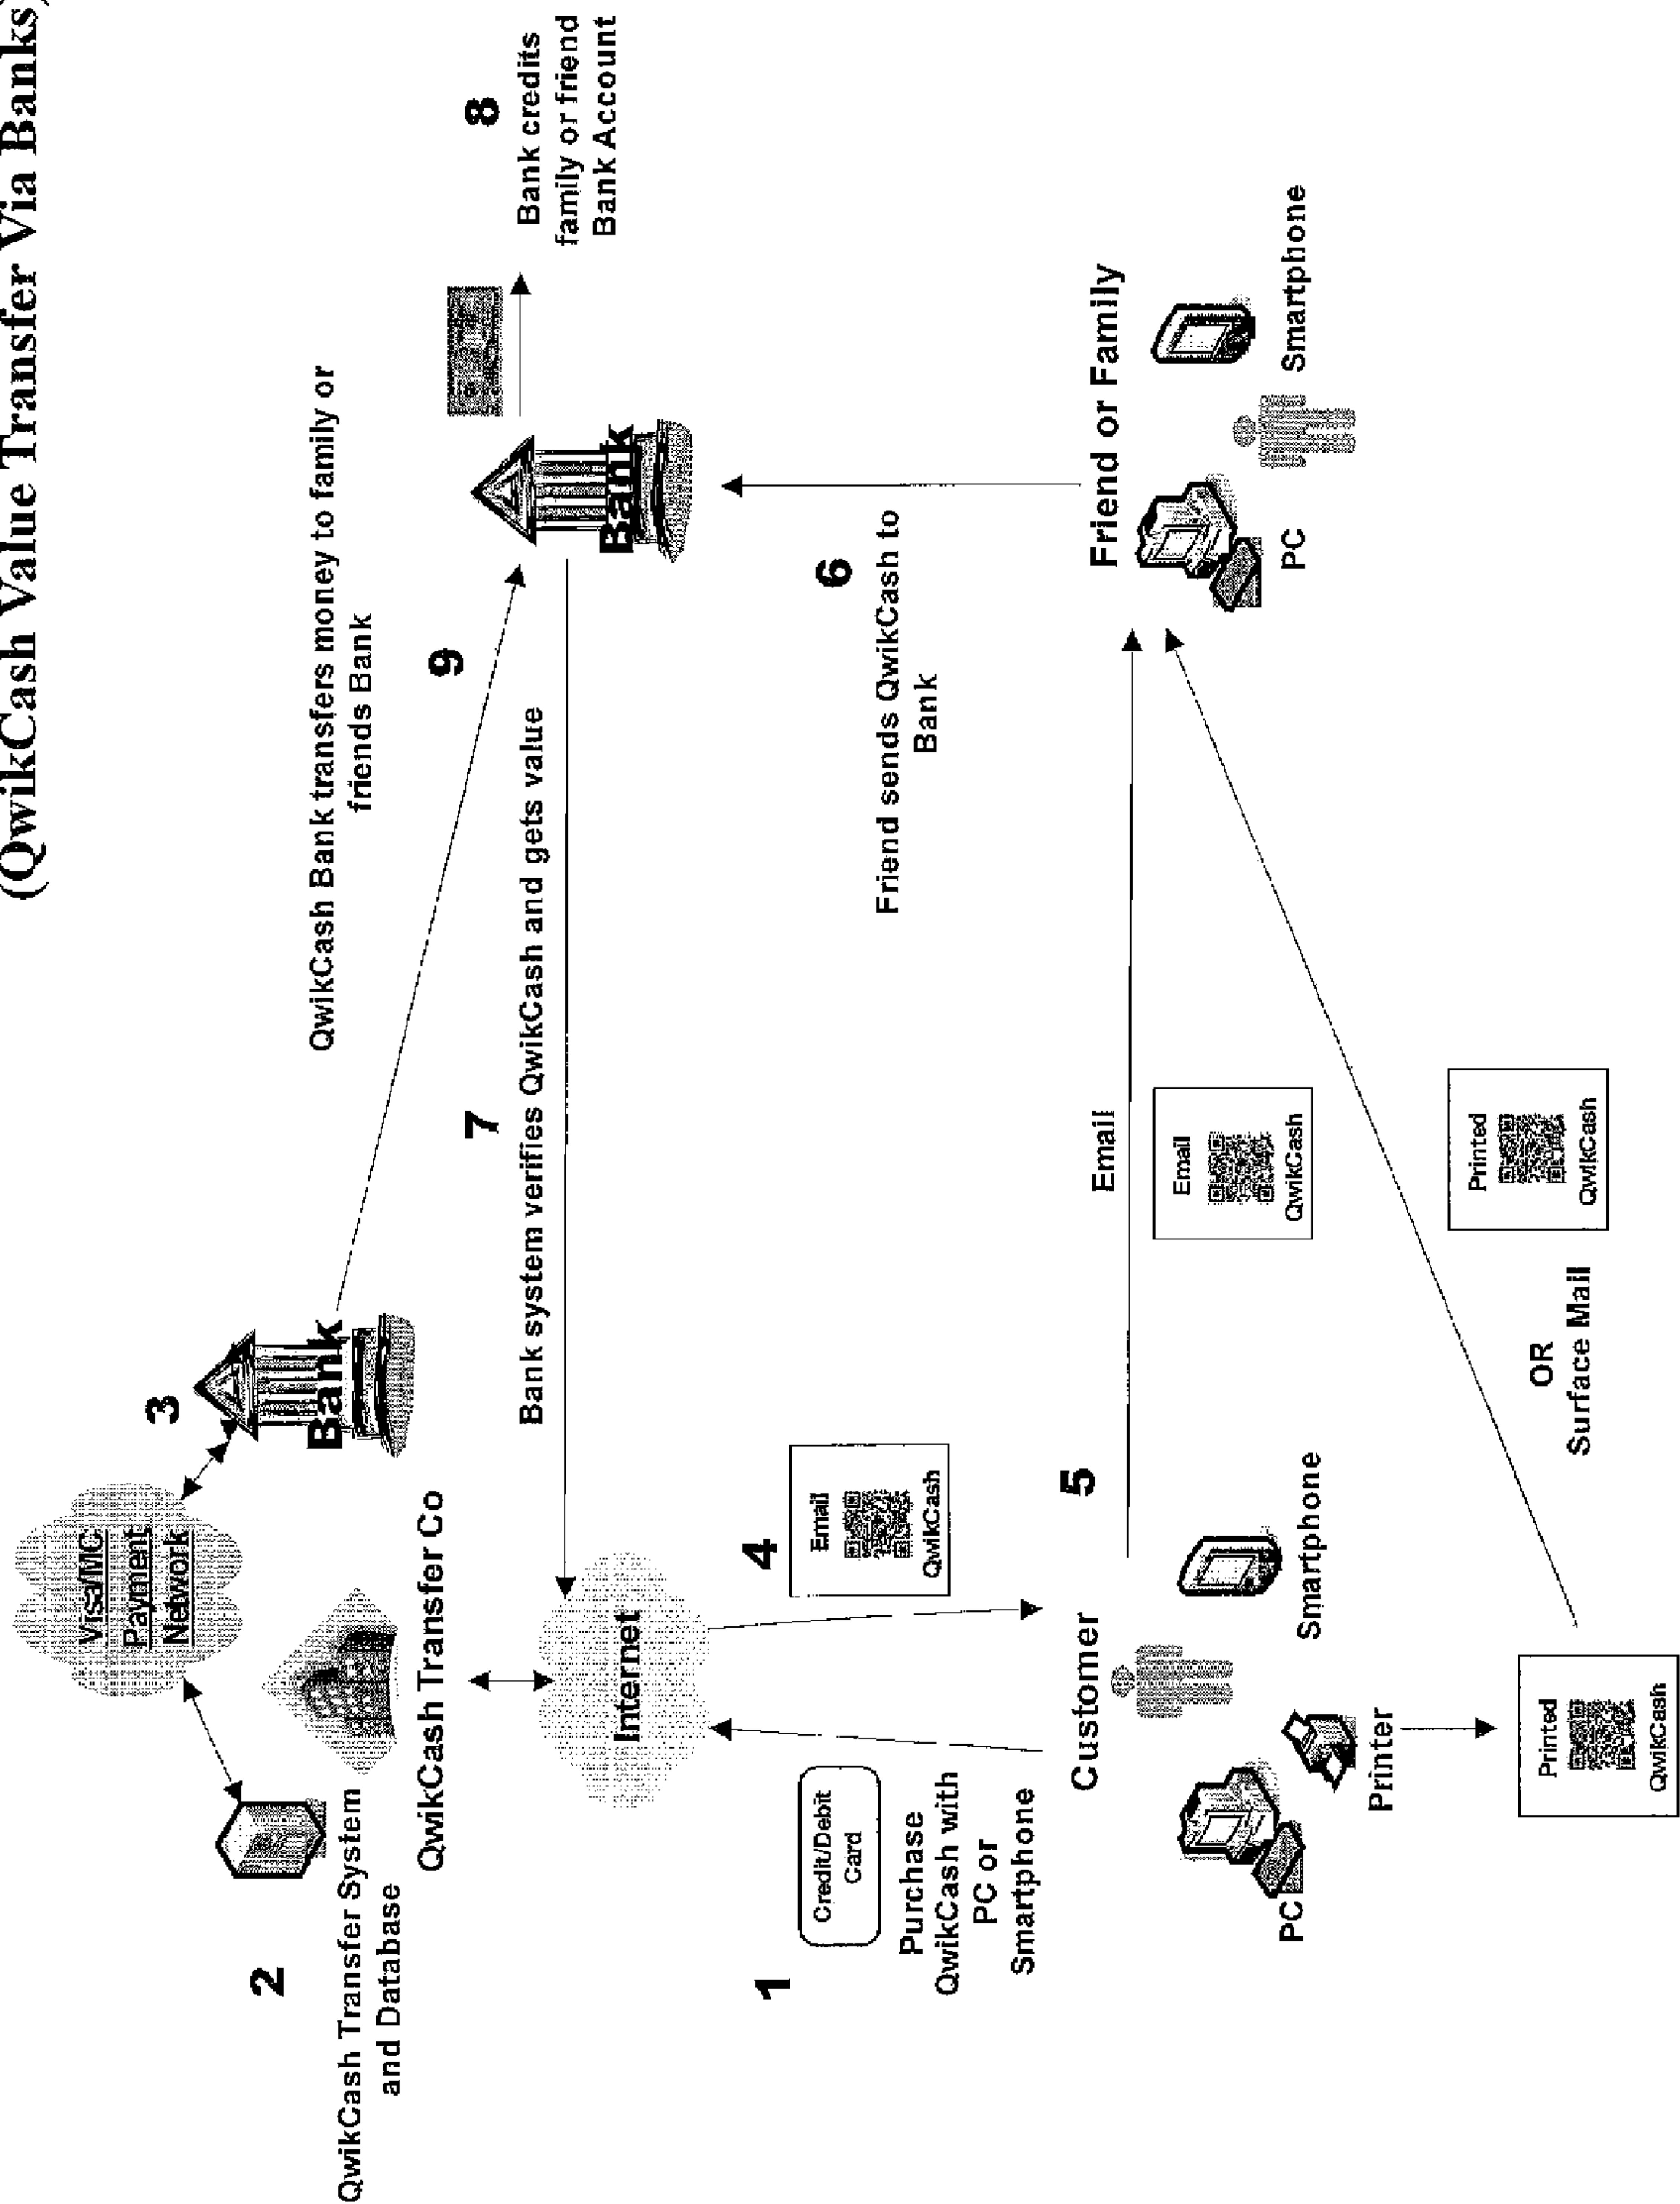 (QwikCash Value Transfer Via Banks)
2
QwikCash Transfer System
and Database
Visa/MC
Payment
Network
3
Bank
QwikCash Transfer Co
QwikCash Bank transfers money to family or
friends Bank
9
7
Bank system verifies QwikCash and gets value
Bank
8
Bank credits
family or friend
Bank Account
Internet
1
Credit/Debit
Card
Purchase
QwikCash with
PC or
Smartphone
4
Email
QwikCash
6
Friend sends QwikCash to
Bank
Customer
5
PC
Printer
Smartphone
Email
Email
QwikCash
Friend or Family
PC
Smartphone
Printed
QwikCash
OR
Surface Mail
Printed
QwikCash